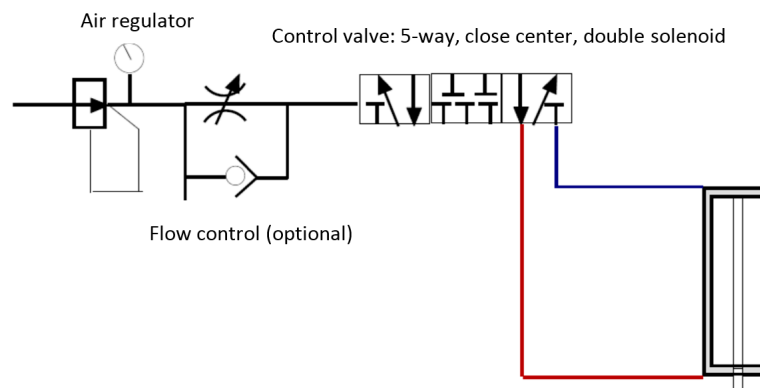 Air regulator
Control valve: 5-way, close center, double solenoid
Flow control (optional)